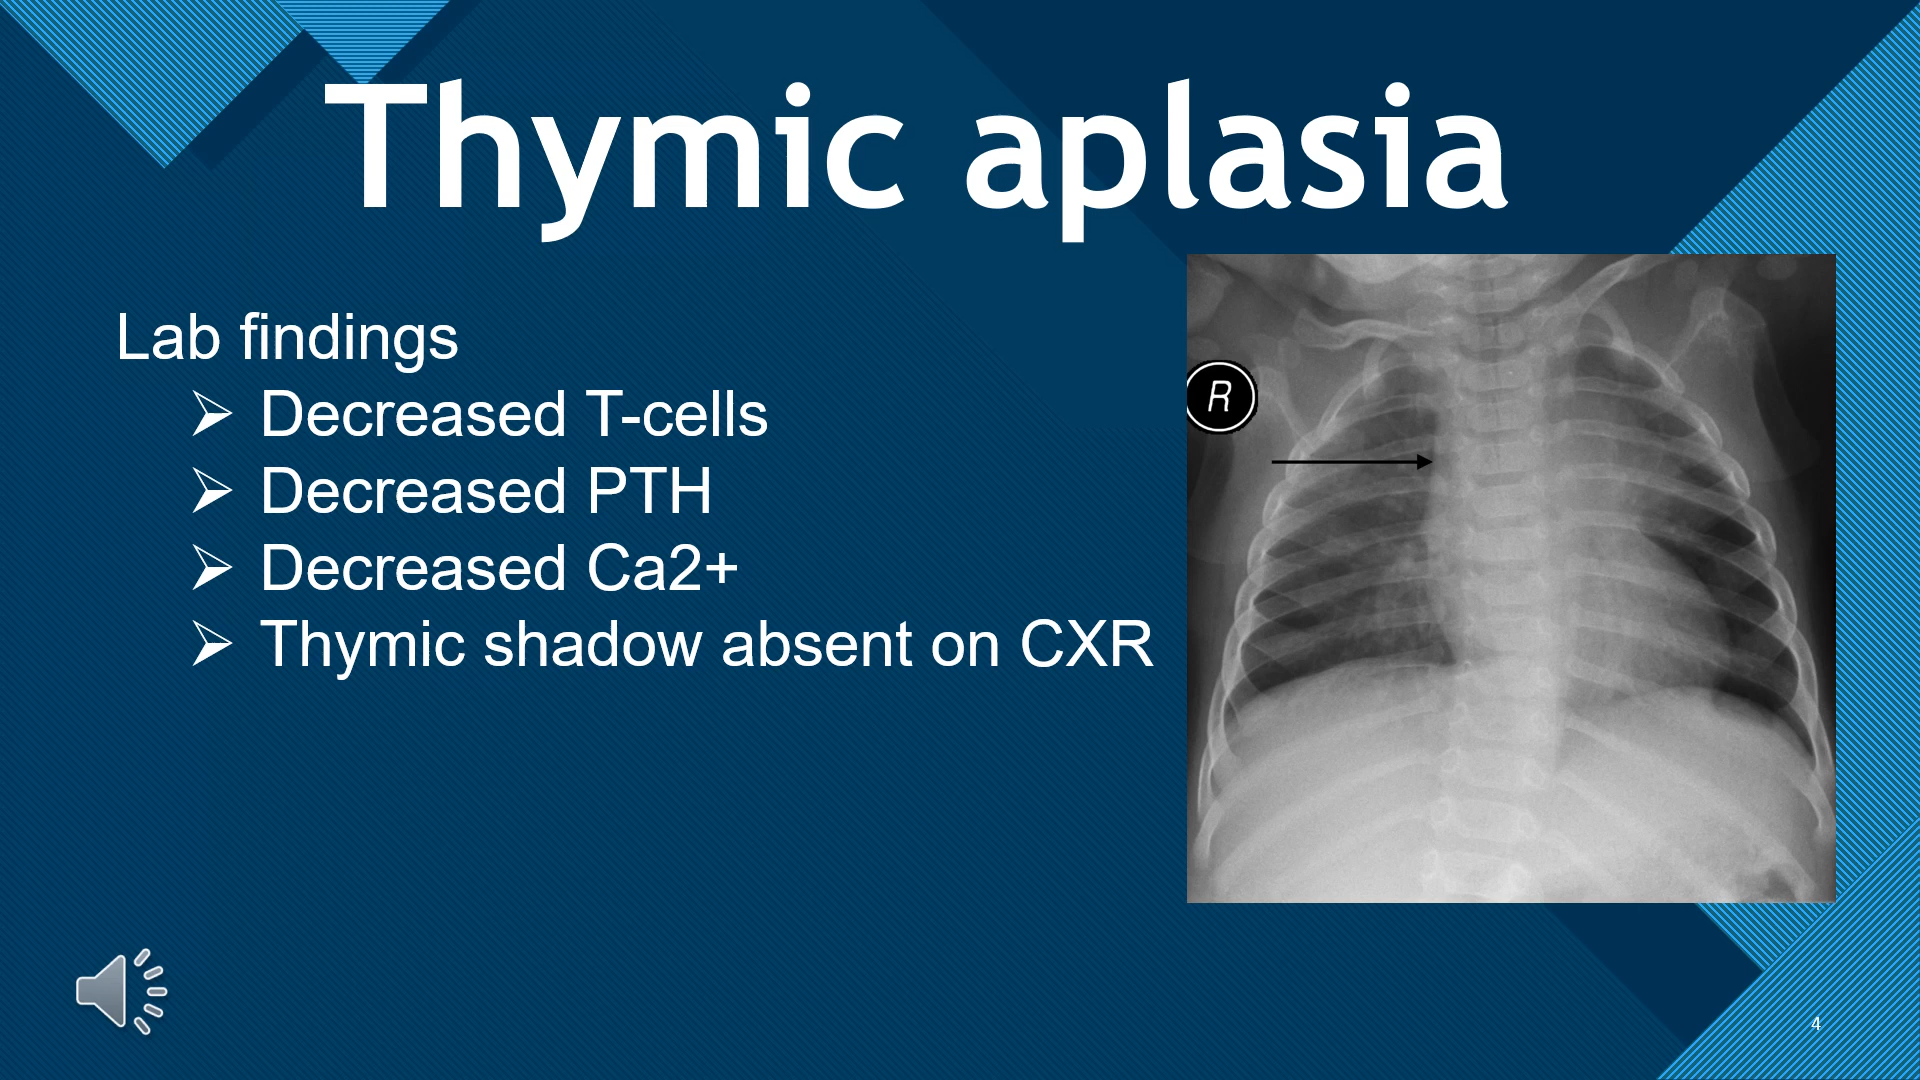 Thymic aplasia
Lab findings
Decreased T-cells
Decreased PTH
Decreased Ca2+
Thymic shadow absent on CXR
R
4